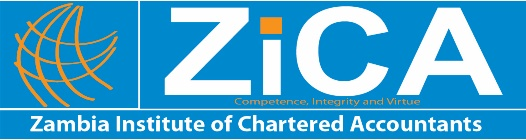 ZiCA
Competence, Integrity and Virtue
Zambia Institute of Chartered Accountants